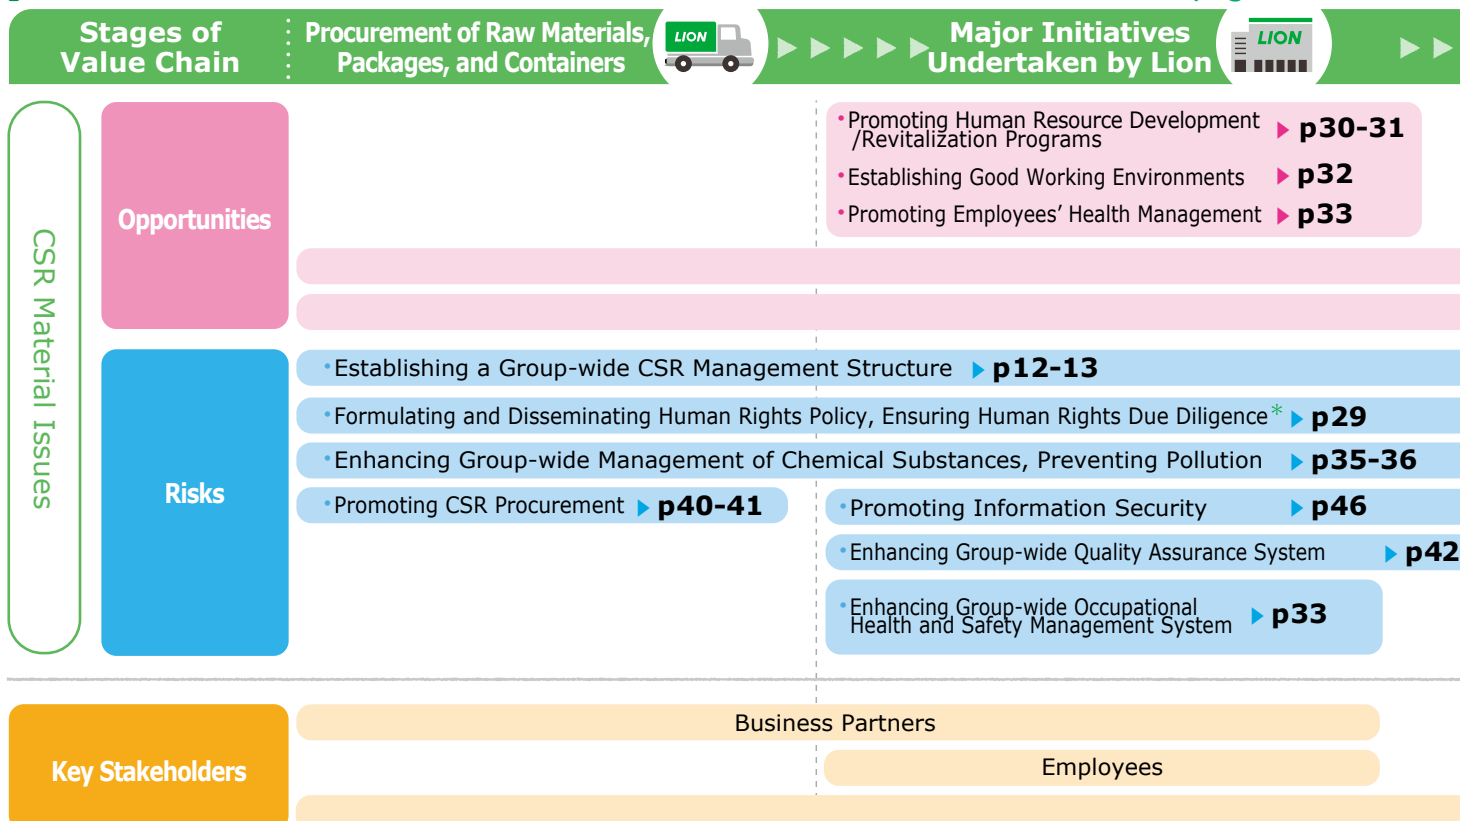 Stages of
Value Chain
Procurement of Raw Materials,
Packages, and Containers
LION
Major Initiatives
Undertaken by Lion
LION
CSR Material Issues
Opportunities
•Promoting Human Resource Development
/Revitalization Programs
p30-31
•Establishing Good Working Environments
p32
•Promoting Employees’ Health Management
p33
Risks
•Establishing a Group-wide CSR Management Structure p12-13
•Formulating and Disseminating Human Rights Policy, Ensuring Human Rights Due Diligence* p29
•Enhancing Group-wide Management of Chemical Substances, Preventing Pollution p35-36
•Promoting CSR Procurement p40-41
•Promoting Information Security p46
•Enhancing Group-wide Quality Assurance System p42
•Enhancing Group-wide Occupational
Health and Safety Management System
p33
Key Stakeholders
Business Partners
Employees